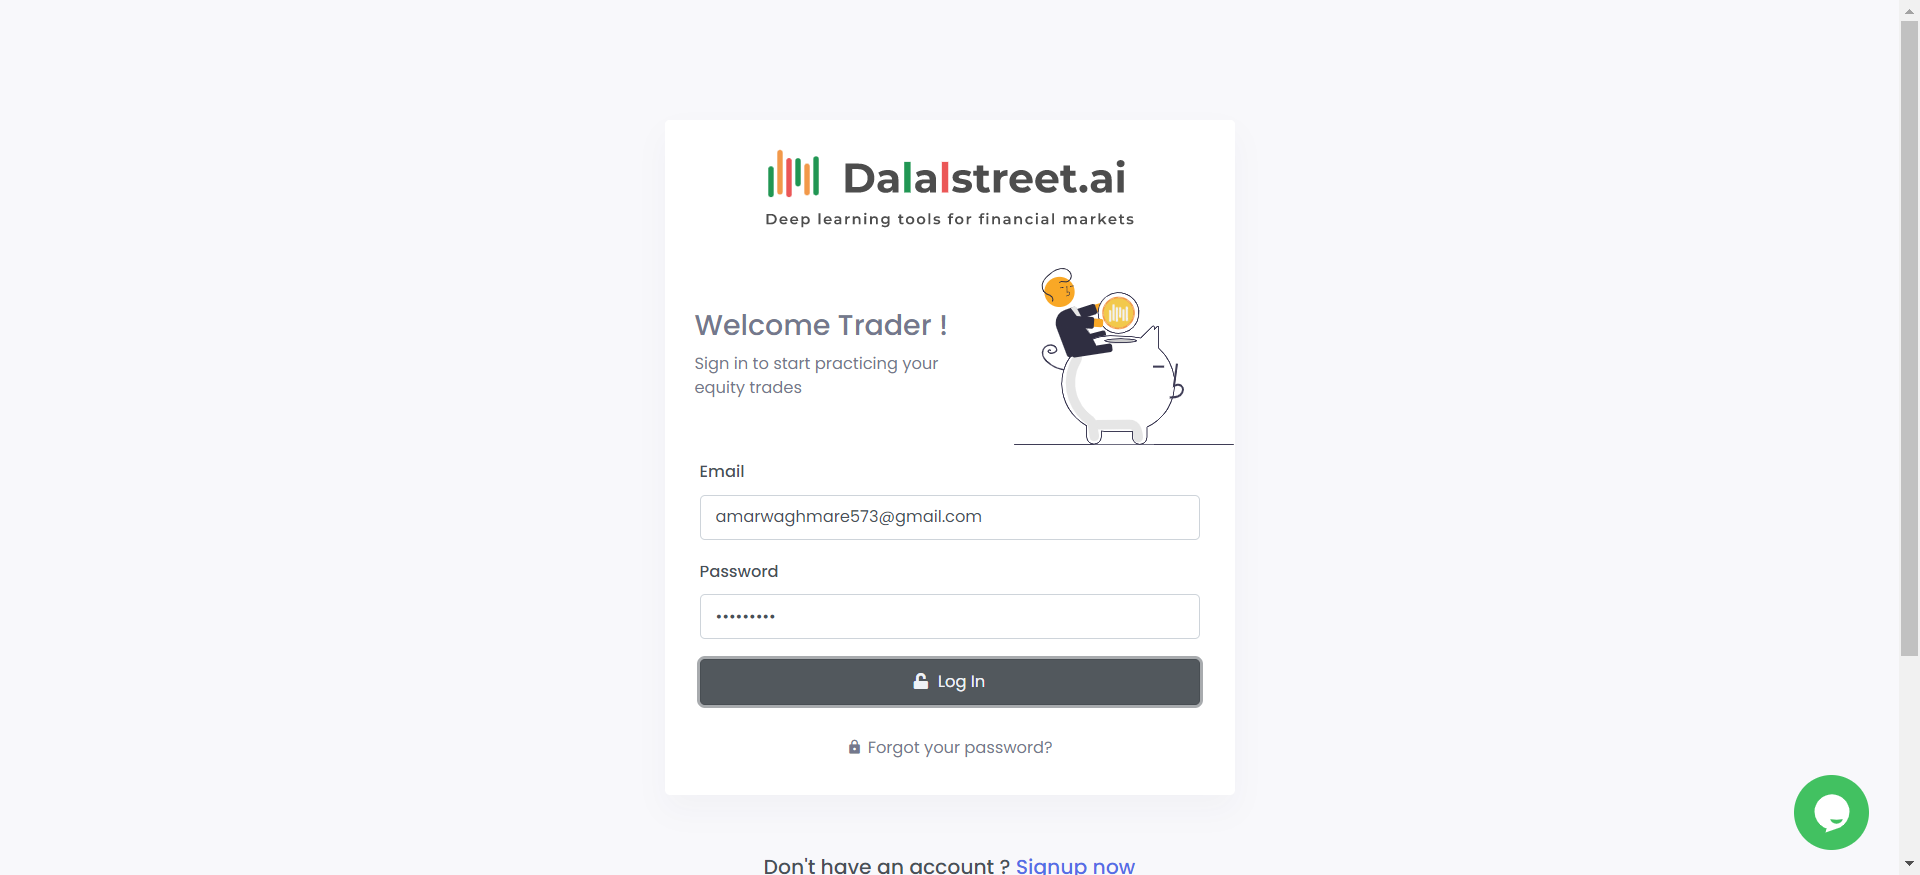 Dalalstreet.ai
Deep learning tools for financial markets
Welcome Trader !
Sign in to start practicing your
equity trades
Email
amarwaghmare573@gmail.com
Password
•••••••••
Log In
Forgot your password?
Don't have an account ? Signup now